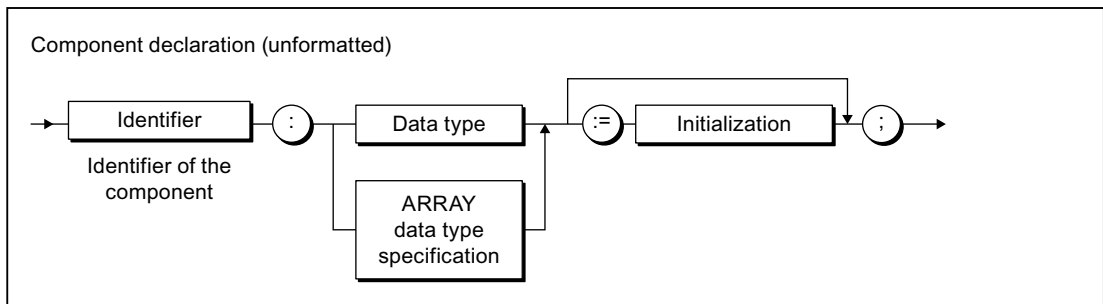 Component declaration (unformatted)
Identifier : Data type := Initialization ;
Identifier of the
component
ARRAY
data type
specification